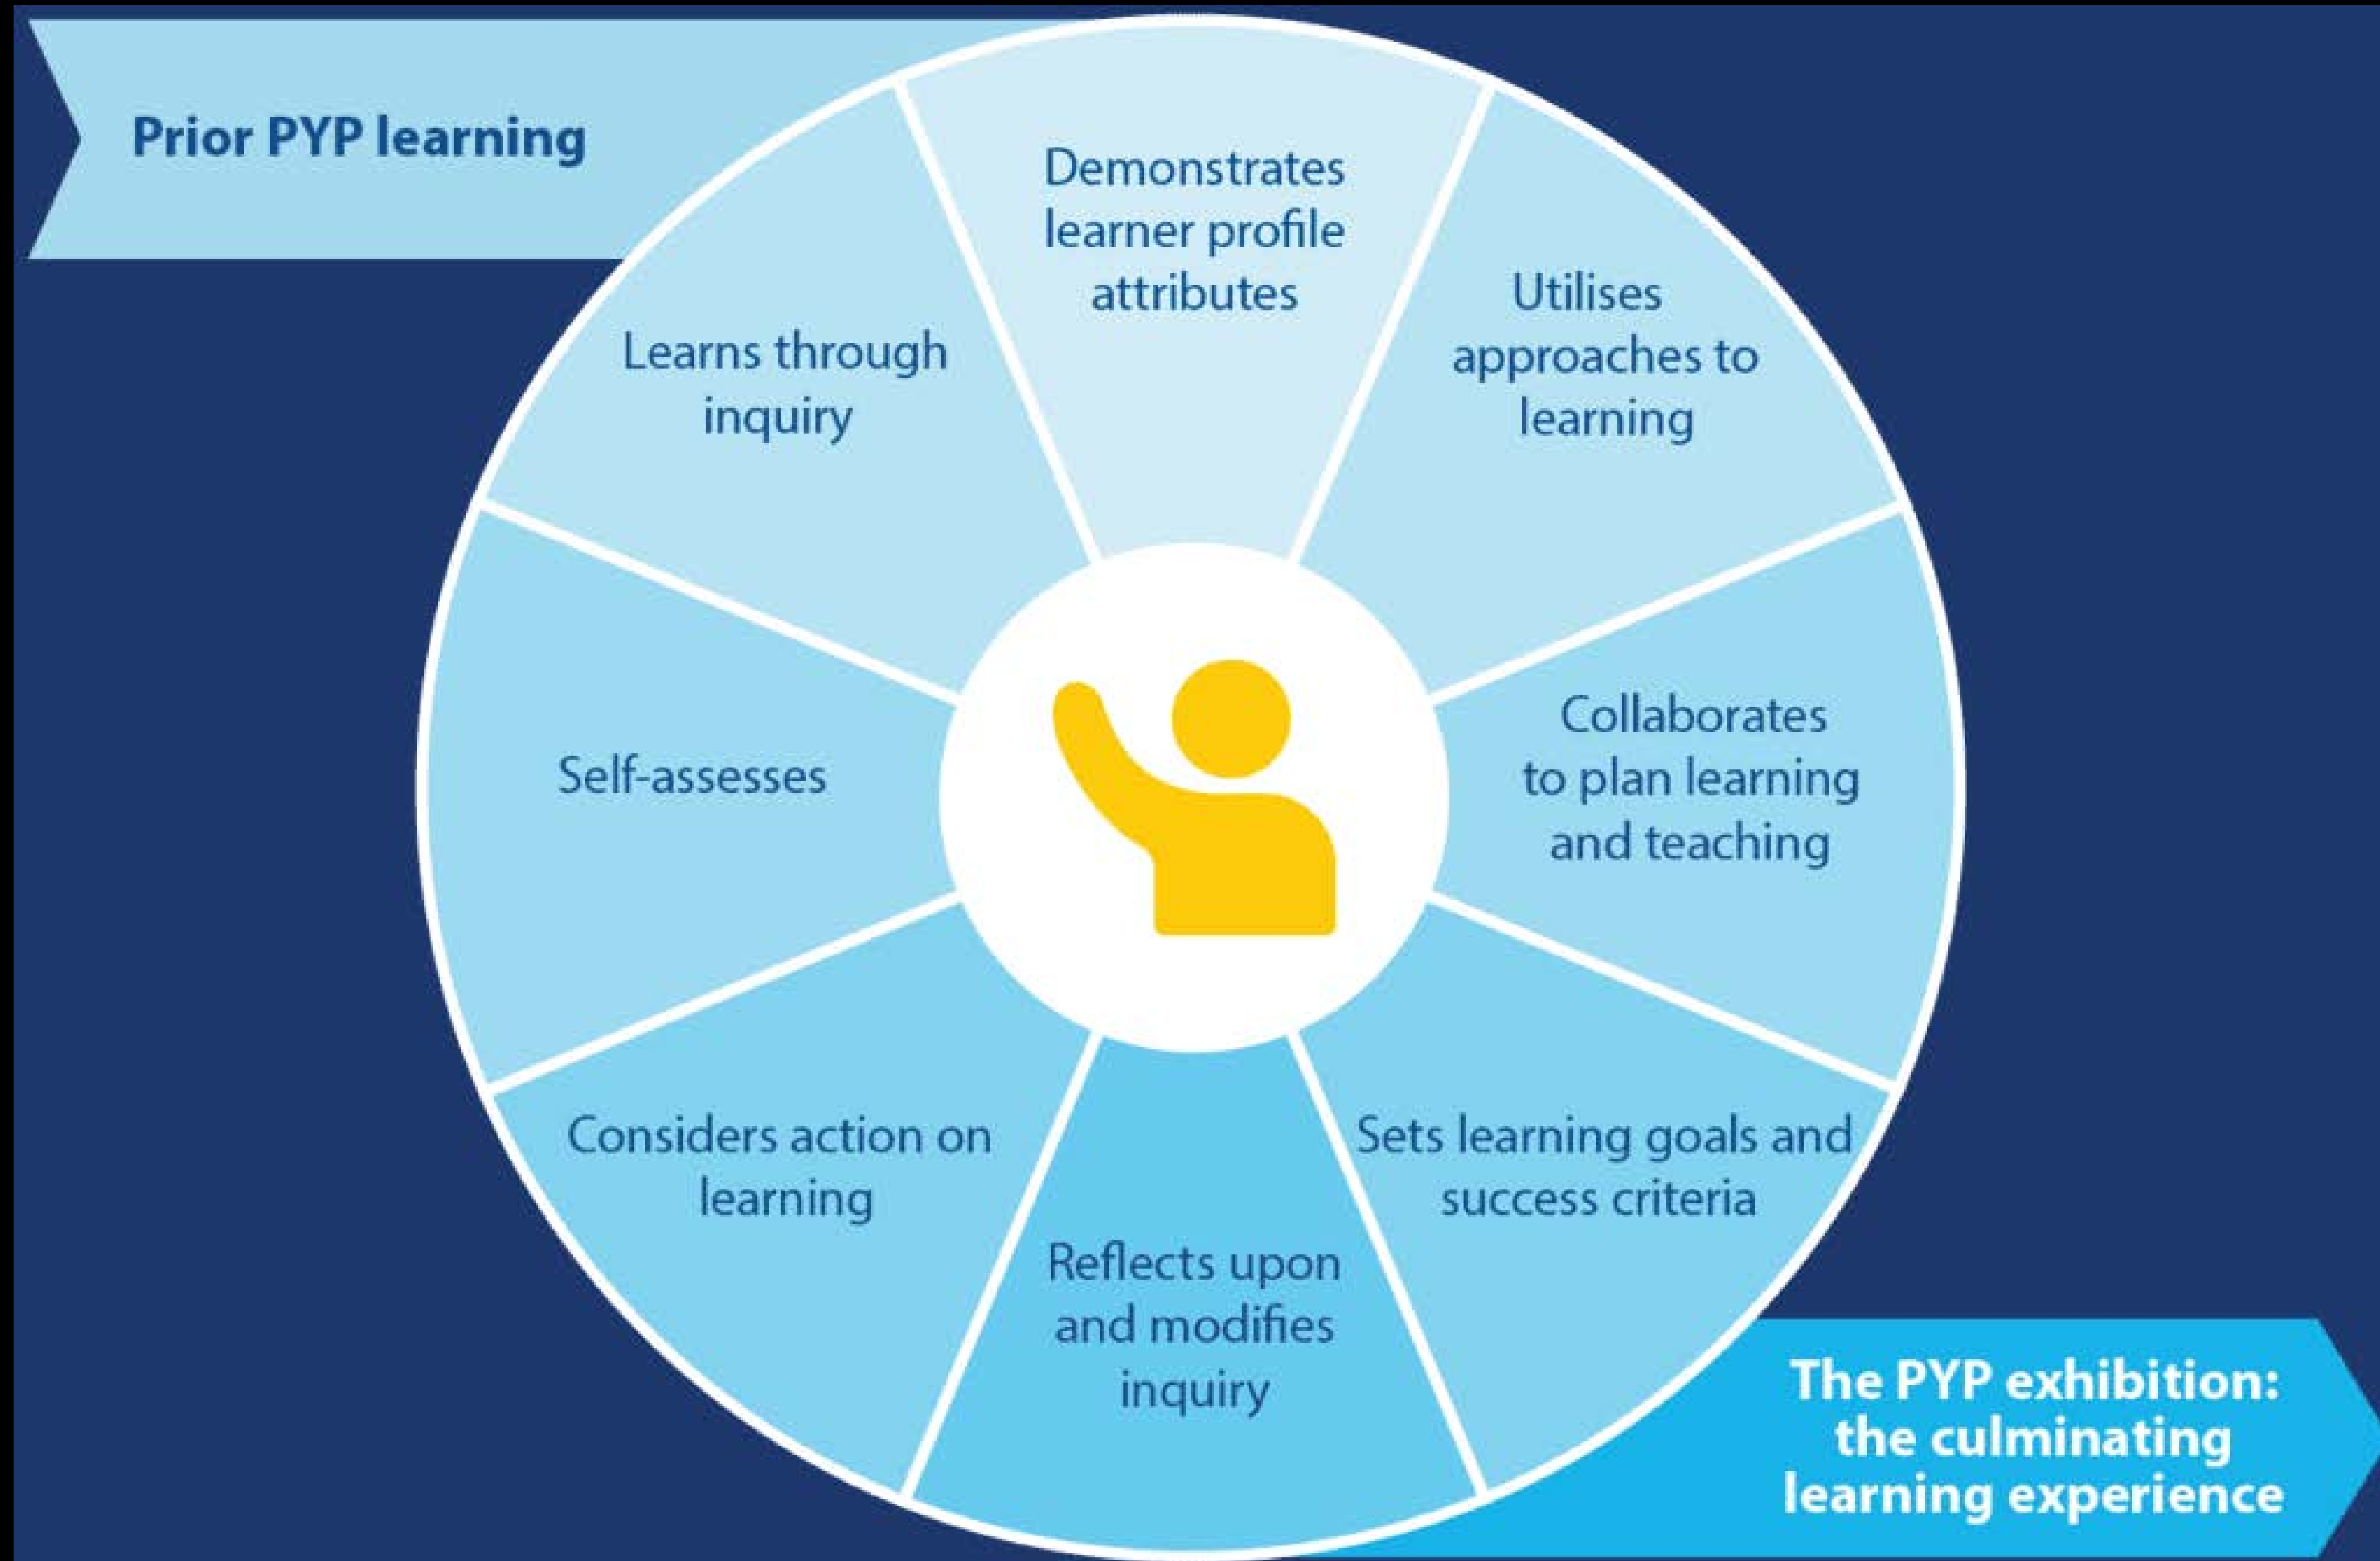 Prior PYP learning
Demonstrates
learner profile
attributes
Utilises
approaches to
learning
Collaborates
to plan learning
and teaching
Sets learning goals and
success criteria
Reflects upon
and modifies
inquiry
Considers action on
learning
Self-assesses
Learns through
inquiry
The PYP exhibition:
the culminating
learning experience